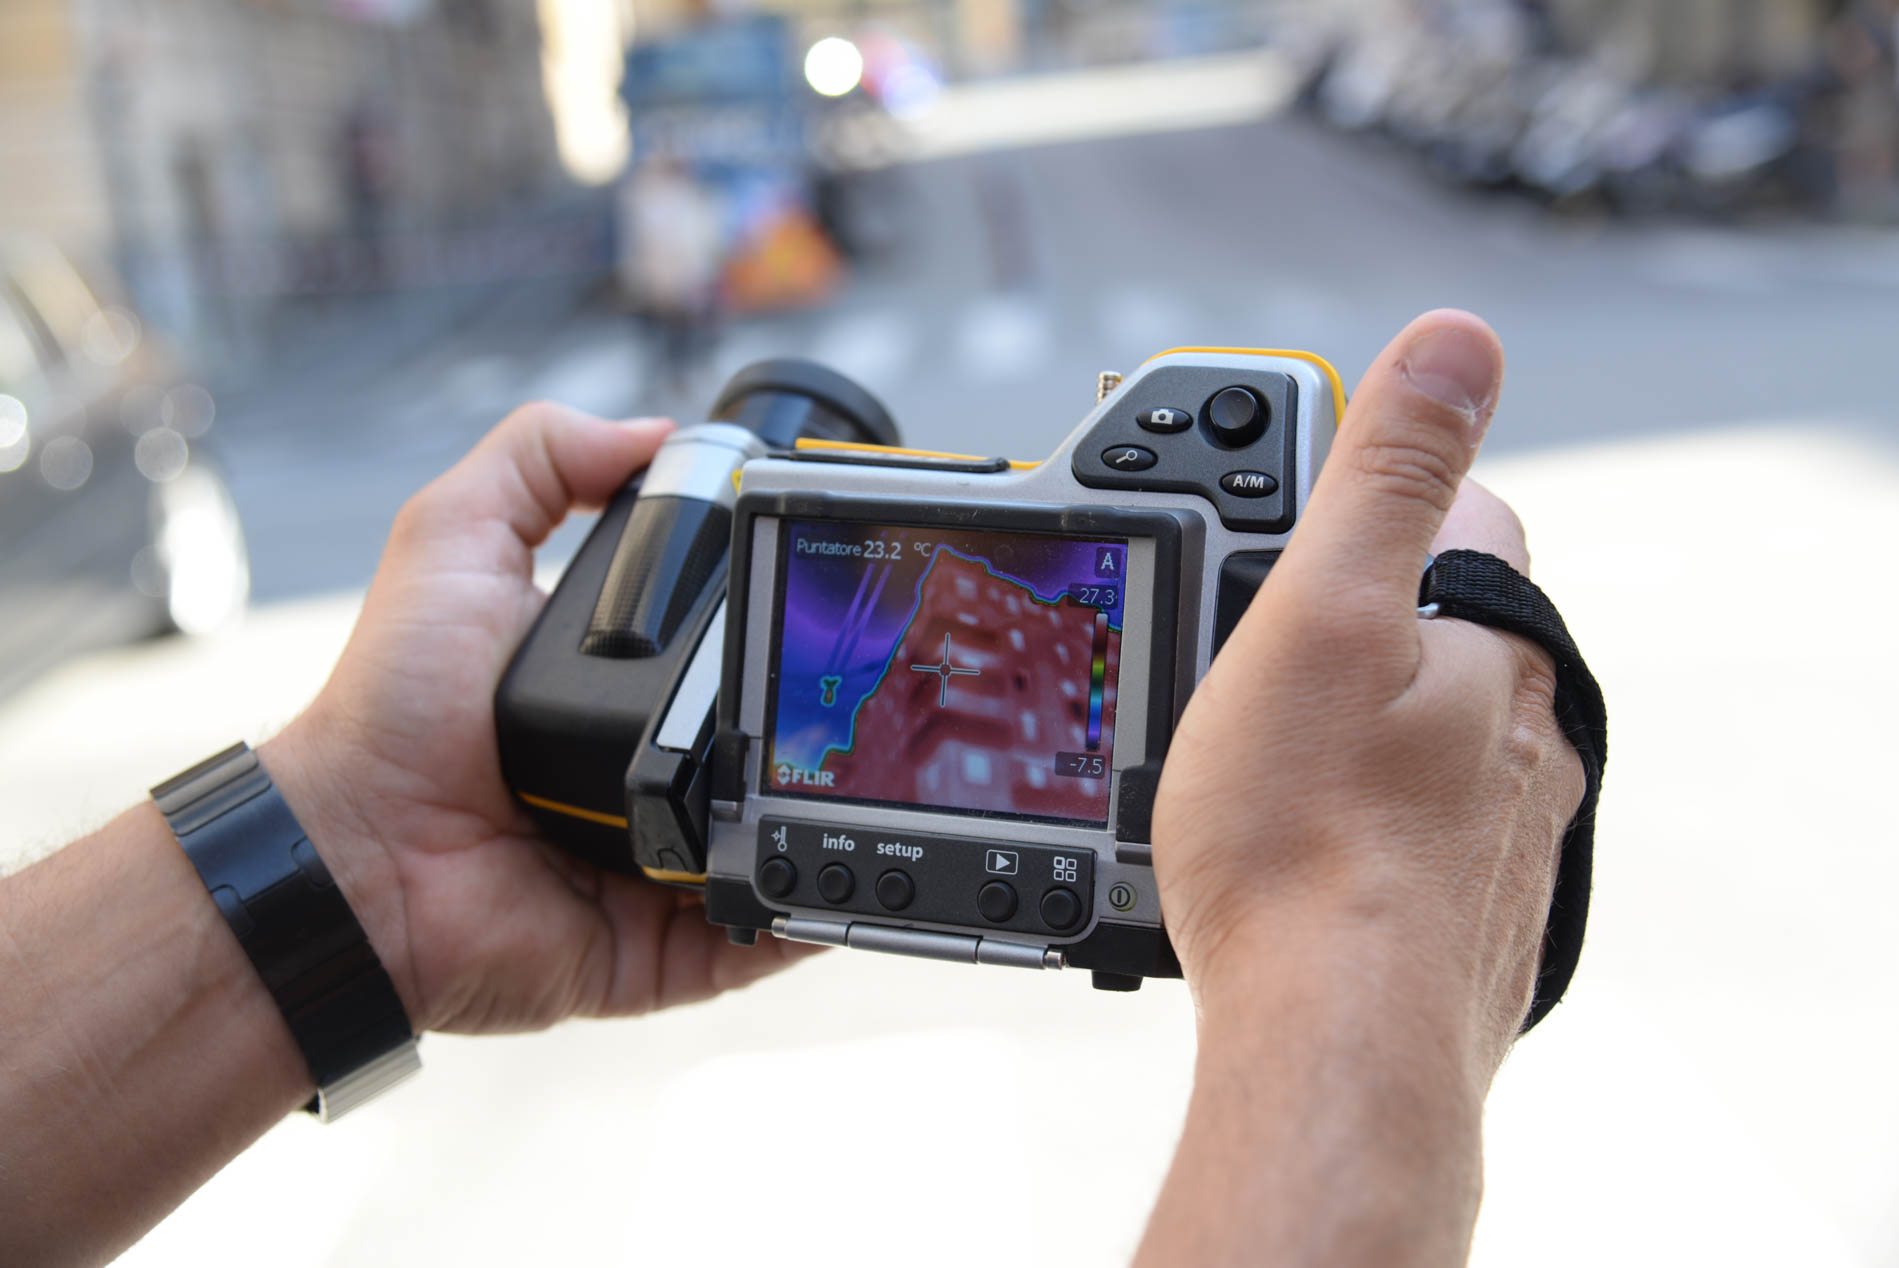 A/M
Puntatore 23.2 °C
A
27.3
-7.5
FLIR
info
setup